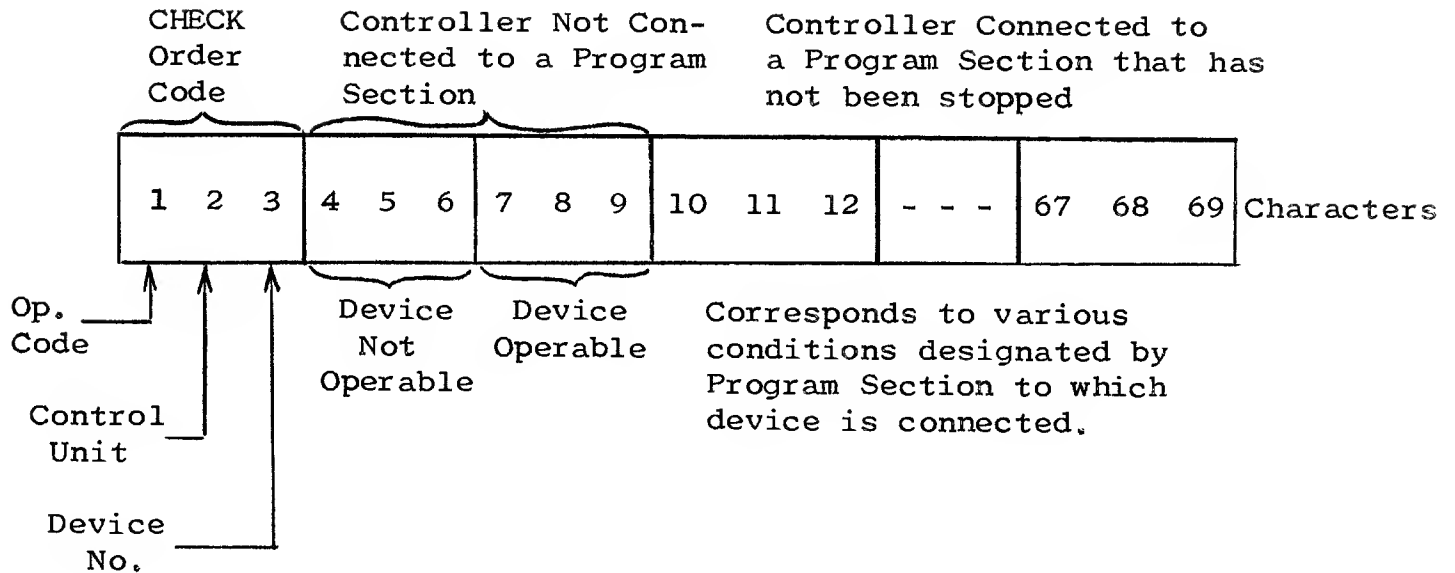 CHECK
Order
Code
Controller Not Con-
nected to a Program
Section
Controller Connected to
a Program Section that has
not been stopped
1 2 3 4 5 6 7 8 9 10 11 12 - - - 67 68 69 Characters
Op.
Code
Control
Unit
Device
No.
Device
Not
Operable
Device
Operable
Corresponds to various
conditions designated by
Program Section to which
device is connected.